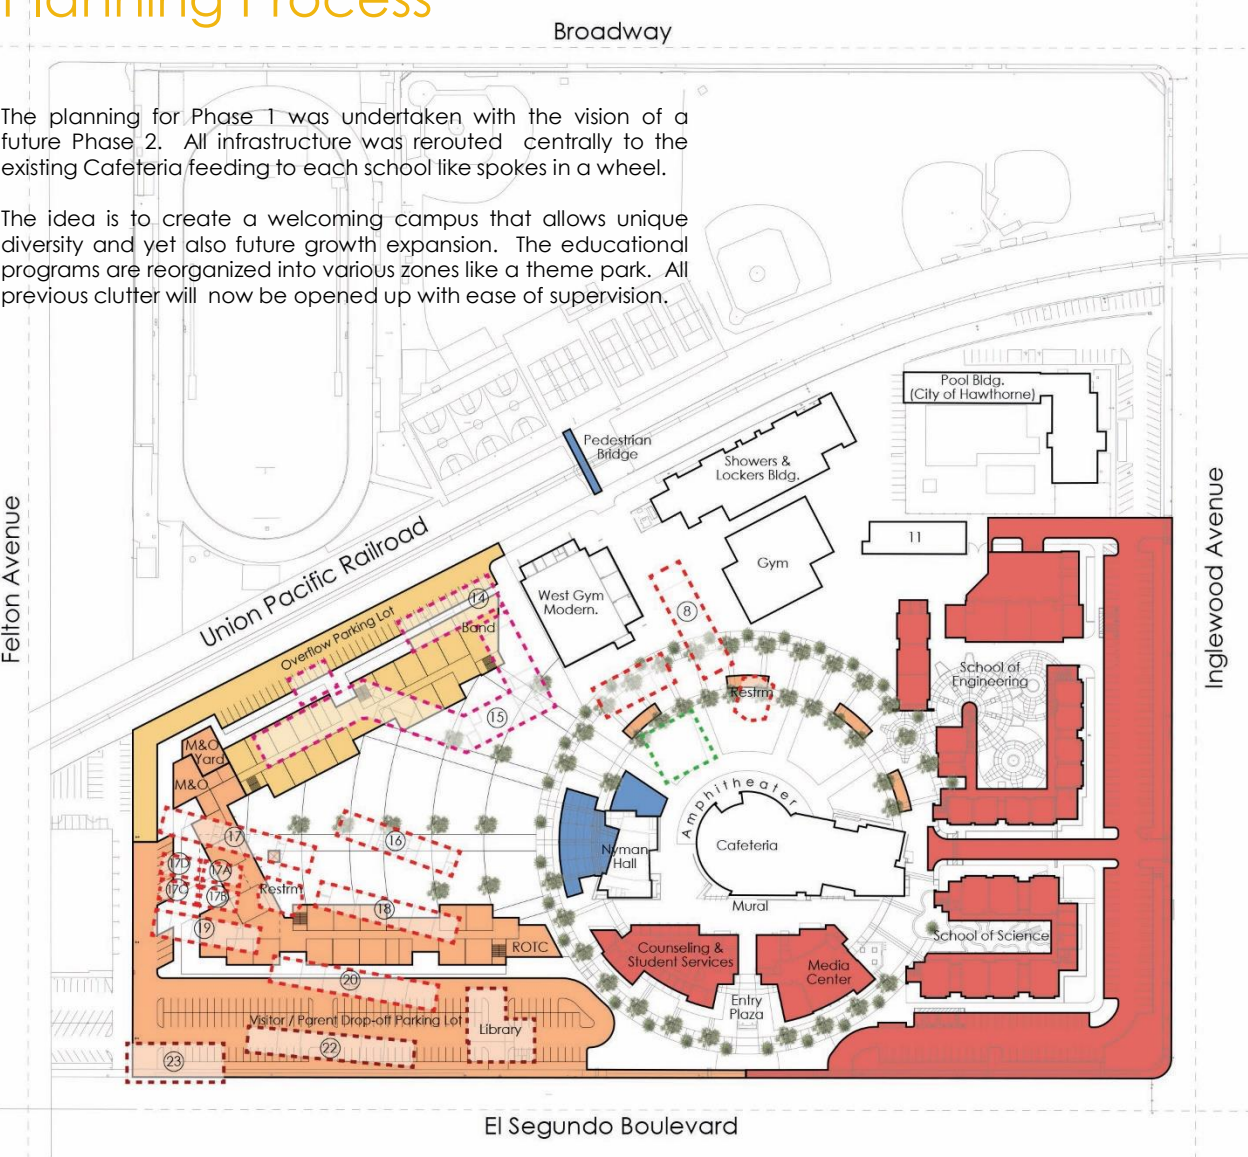 Planning Process
Broadway
The planning for Phase 1 was undertaken with the vision of a
future Phase 2. All infrastructure was rerouted centrally to the
existing Cafeteria feeding to each school like spokes in a wheel.
The idea is to create a welcoming campus that allows unique
diversity and yet also future growth expansion. The educational
programs are reorganized into various zones like a theme park. All
previous clutter will now be opened up with ease of supervision.
Pool Bldg.
(City of Hawthorne)
Pedestrian
Bridge
Showers &
Lockers Bldg.
Felton Avenue
Inglewood Avenue
Union Pacific Railroad
11
Gym
West Gym
Modern.
14
8
Band
Overflow Parking Lot
School of
Engineering
Restrm
15
M&O
Yard
M&O
Amphitheater
17
16
Cafeteria
Nyman
Hall
17D
17A
17C
17B
Restrm
18
Mural
19
ROTC
Counseling &
Student Services
Media
Center
School of Science
20
Entry
Plaza
Visitor / Parent Drop-off Parking Lot
Library
22
23
El Segundo Boulevard